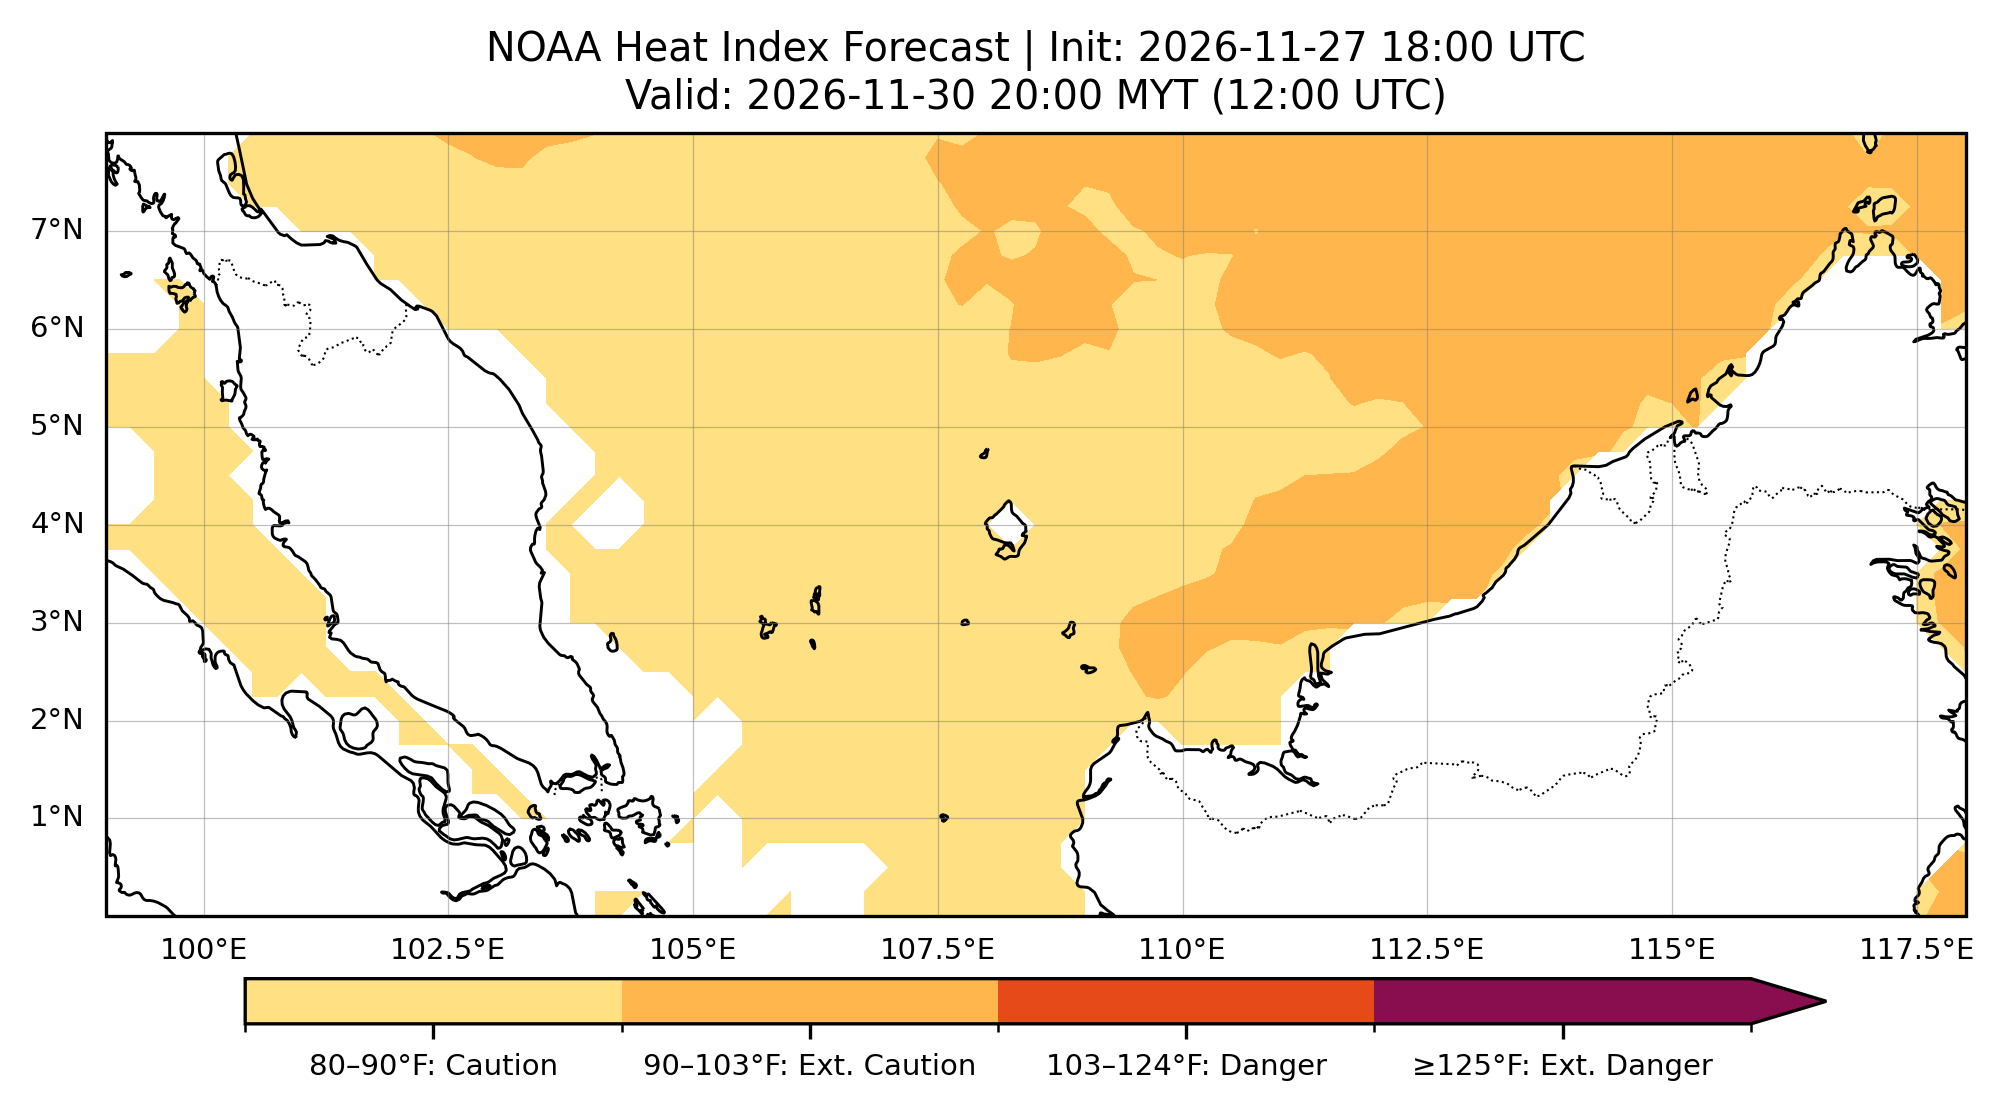 NOAA Heat Index Forecast | Init: 2026-11-27 18:00 UTC
Valid: 2026-11-30 20:00 MYT (12:00 UTC)
7°N
6°N
5°N
4°N
3°N
2°N
1°N
100°E 102.5°E 105°E 107.5°E 110°E 112.5°E 115°E 117.5°E
80–90°F: Caution 90–103°F: Ext. Caution 103–124°F: Danger ≥125°F: Ext. Danger